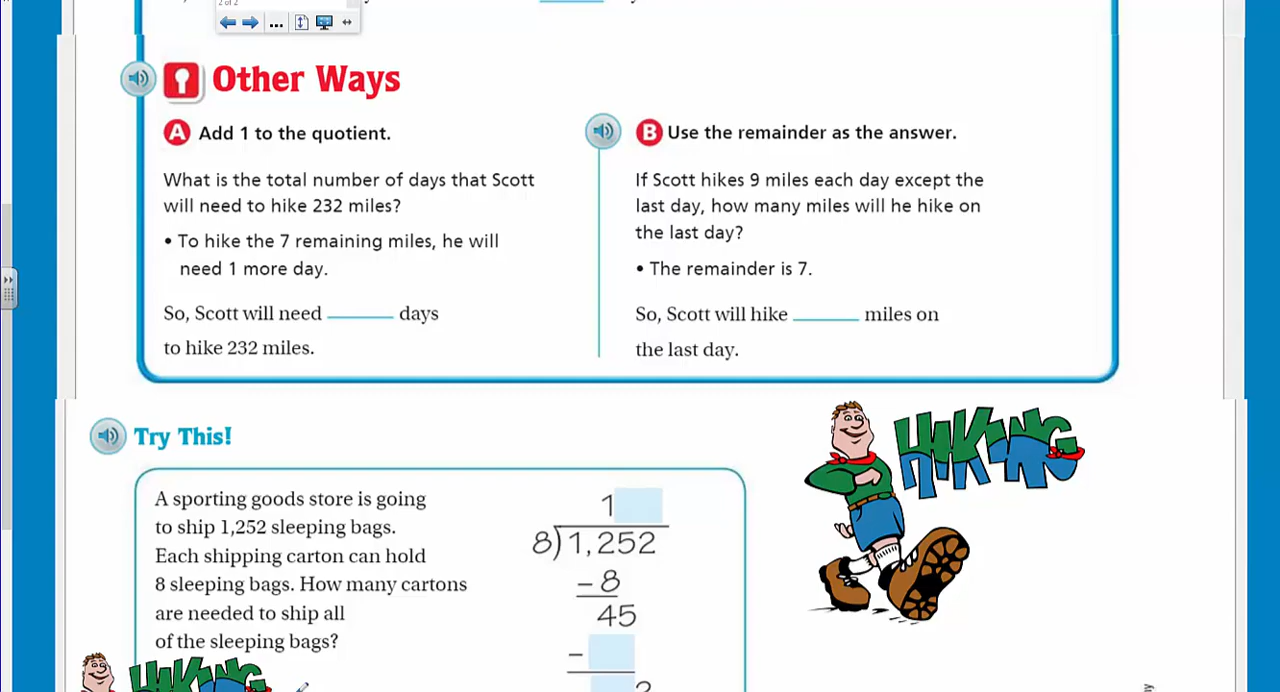 2 of 2
Other Ways
A Add 1 to the quotient.
What is the total number of days that Scott
will need to hike 232 miles?
• To hike the 7 remaining miles, he will
need 1 more day.
So, Scott will need ______ days
to hike 232 miles.
B Use the remainder as the answer.
If Scott hikes 9 miles each day except the
last day, how many miles will he hike on
the last day?
• The remainder is 7.
So, Scott will hike ______ miles on
the last day.
Try This!
HIKING
A sporting goods store is going
to ship 1,252 sleeping bags.
Each shipping carton can hold
8 sleeping bags. How many cartons
are needed to ship all
of the sleeping bags?
1
8)1,252
−8
45
−
2
HIKING